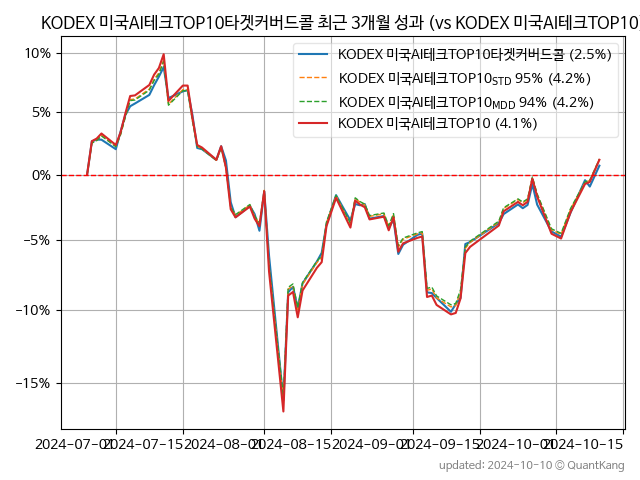 KODEX 미국AI테크TOP10타겟커버드콜 최근 3개월 성과 (vs KODEX 미국AI테크TOP10)
KODEX 미국AI테크TOP10타겟커버드콜 (2.5%)
KODEX 미국AI테크TOP10STD 95% (4.2%)
KODEX 미국AI테크TOP10MDD 94% (4.2%)
KODEX 미국AI테크TOP10 (4.1%)
10%
5%
0%
−5%
−10%
−15%
2024-07-01 2024-07-15 2024-08-01 2024-08-15 2024-09-01 2024-09-15 2024-10-01 2024-10-15
updated: 2024-10-10 © QuantKang